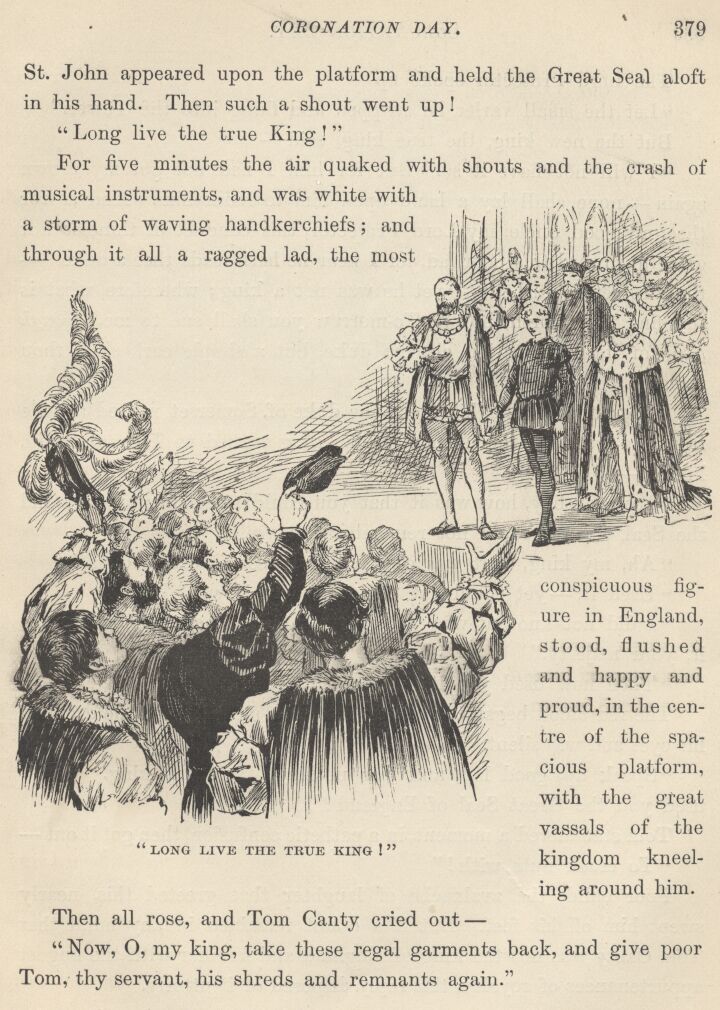 CORONATION DAY. 379
St. John appeared upon the platform and held the Great Seal aloft
in his hand. Then such a shout went up!
"Long live the true King!"
For five minutes the air quaked with shouts and the crash of
musical instruments, and was white with
a storm of waving handkerchiefs; and
through it all a ragged lad, the most
conspicuous fig-
ure in England,
stood, flushed
and happy and
proud, in the cen-
tre of the spa-
cious platform,
with the great
vassals of the
kingdom kneel-
ing around him.
"LONG LIVE THE TRUE KING!"
Then all rose, and Tom Canty cried out—
"Now, O, my king, take these regal garments back, and give poor
Tom, thy servant, his shreds and remnants again."